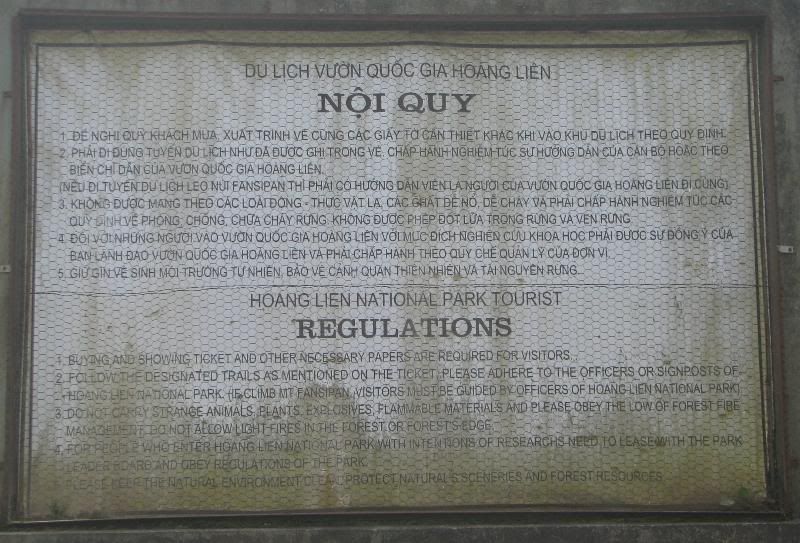 DU LỊCH VƯỜN QUỐC GIA HOÀNG LIÊN
NỘI QUY
1. ĐỀ NGHỊ QUÝ KHÁCH MUA, XUẤT TRÌNH VÉ CÙNG CÁC GIẤY TỜ CẦN THIẾT KHÁC KHI VÀO KHU DU LỊCH THEO QUY ĐỊNH.
2. PHẢI ĐI ĐÚNG TUYẾN DU LỊCH NHƯ ĐÃ ĐƯỢC GHI TRONG VÉ. CHẤP HÀNH NGHIÊM TÚC SỰ HƯỚNG DẪN CỦA CÁN BỘ HOẶC THEO
BIỂN CHỈ DẪN CỦA VƯỜN QUỐC GIA HOÀNG LIÊN.
(NẾU ĐI TUYẾN DU LỊCH LEO NÚI FANSIPAN THÌ PHẢI CÓ HƯỚNG DẪN VIÊN LÀ NGƯỜI CỦA VƯỜN QUỐC GIA HOÀNG LIÊN ĐI CÙNG)
3. KHÔNG ĐƯỢC MANG THEO CÁC LOÀI ĐỘNG - THỰC VẬT LẠ, CÁC CHẤT DỄ NỔ, DỄ CHÁY VÀ PHẢI CHẤP HÀNH NGHIÊM TÚC CÁC
QUY ĐỊNH VỀ PHÒNG, CHỐNG, CHỮA CHÁY RỪNG. KHÔNG ĐƯỢC PHÉP ĐỐT LỬA TRONG RỪNG VÀ VEN RỪNG.
4. ĐỐI VỚI NHỮNG NGƯỜI VÀO VƯỜN QUỐC GIA HOÀNG LIÊN VỚI MỤC ĐÍCH NGHIÊN CỨU KHOA HỌC PHẢI ĐƯỢC SỰ ĐỒNG Ý CỦA
BAN LÃNH ĐẠO VƯỜN QUỐC GIA HOÀNG LIÊN VÀ PHẢI CHẤP HÀNH THEO QUY CHẾ QUẢN LÝ CỦA ĐƠN VỊ.
5. GIỮ GÌN VỆ SINH MÔI TRƯỜNG TỰ NHIÊN, BẢO VỆ CẢNH QUAN THIÊN NHIÊN VÀ TÀI NGUYÊN RỪNG.
HOANG LIEN NATIONAL PARK TOURIST
REGULATIONS
1. BUYING AND SHOWING TICKET AND OTHER NECESSARY PAPERS ARE REQUIRED FOR VISITORS.
2. FOLLOW THE DESIGNATED TRAILS AS MENTIONED ON THE TICKET, PLEASE ADHERE TO THE OFFICERS OR SIGNPOSTS OF
HOANG LIEN NATIONAL PARK. (IF CLIMB MT FANSIPAN, VISITORS MUST BE GUIDED BY OFFICERS OF HOANG LIEN NATIONAL PARK)
3. DO NOT CARRY STRANGE ANIMALS, PLANTS, EXPLOSIVES, FLAMMABLE MATERIALS AND PLEASE OBEY THE LOW OF FOREST FIRE
MANAGEMENT. DO NOT ALLOW LIGHT FIRES IN THE FOREST OR FOREST'S EDGE.
4. FOR PEOPLE WHO ENTER HOANG LIEN NATIONAL PARK WITH INTENTIONS OF RESEARCHS NEED TO LEASE WITH THE PARK
LEADER BOARD AND OBEY REGULATIONS OF THE PARK.
PLEASE KEEP THE NATURAL ENVIRONMENT CLEAN, PROTECT NATURAL'S SCENERIES AND FOREST RESOURCES.